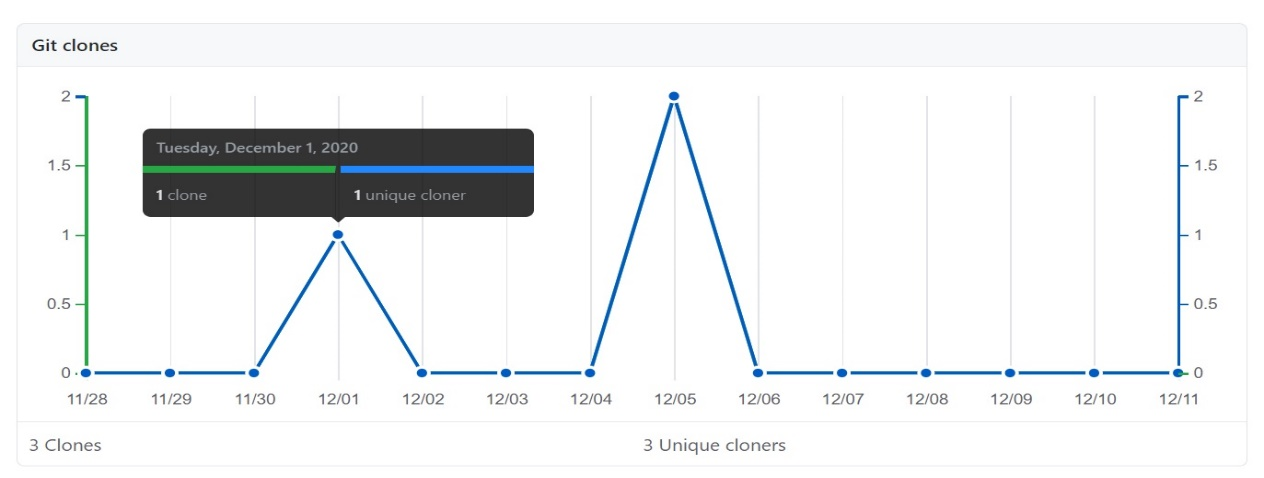 Git clones
2
2
Tuesday, December 1, 2020
1.5
1.5
1 clone 1 unique cloner
1
1
0.5
0.5
0
0
11/28 11/29 11/30 12/01 12/02 12/03 12/04 12/05 12/06 12/07 12/08 12/09 12/10 12/11
3 Clones
3 Unique cloners